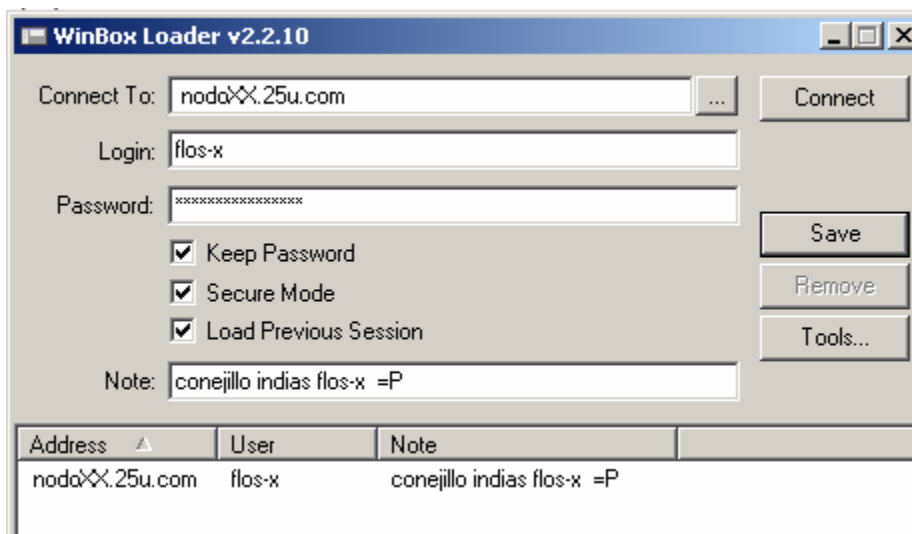 WinBox Loader v2.2.10
Connect To: nodoXX.25u.com ... Connect
Login: flos-x
Password: ****************
Save
Keep Password
Secure Mode Remove
Load Previous Session Tools...
Note: conejillo indias flos-x =P
Address User Note
nodoXX.25u.com flos-x conejillo indias flos-x =P